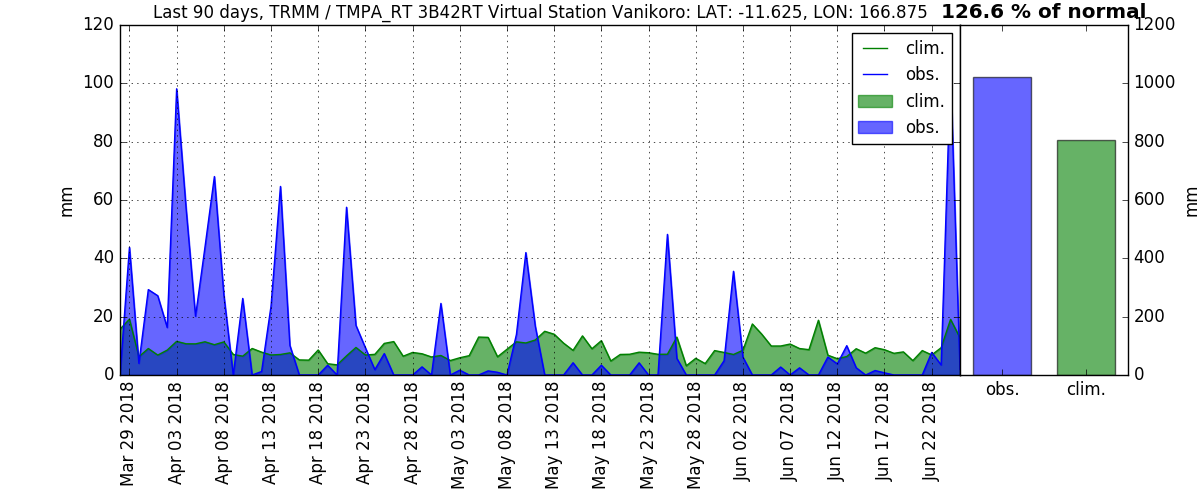 Last 90 days, TRMM / TMPA_RT 3B42RT Virtual Station Vanikoro: LAT: -11.625, LON: 166.875 126.6 % of normal
120
100
80
60
40
20
0
mm
clim.
obs.
clim.
obs.
1200
1000
800
600
400
200
0
mm
obs. clim.
Mar 29 2018
Apr 03 2018
Apr 08 2018
Apr 13 2018
Apr 18 2018
Apr 23 2018
Apr 28 2018
May 03 2018
May 08 2018
May 13 2018
May 18 2018
May 23 2018
May 28 2018
Jun 02 2018
Jun 07 2018
Jun 12 2018
Jun 17 2018
Jun 22 2018